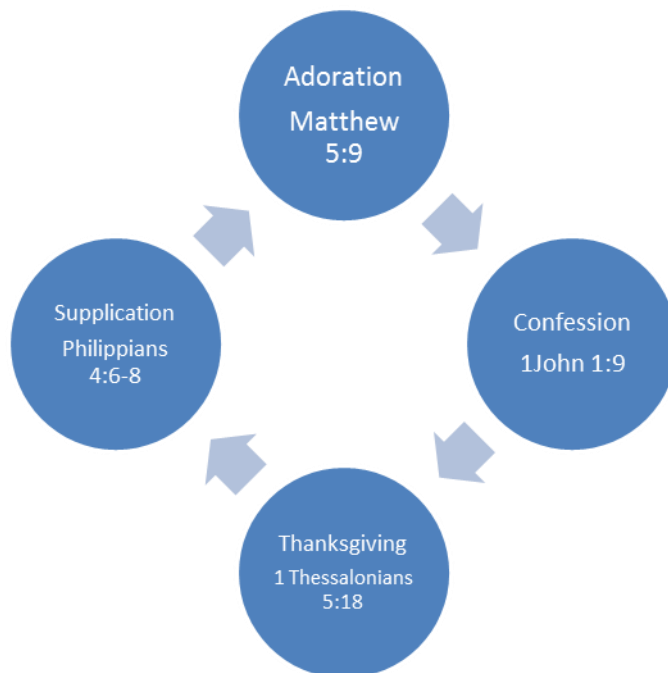 Adoration
Matthew
5:9
Confession
1John 1:9
Thanksgiving
1 Thessalonians
5:18
Supplication
Philippians
4:6-8